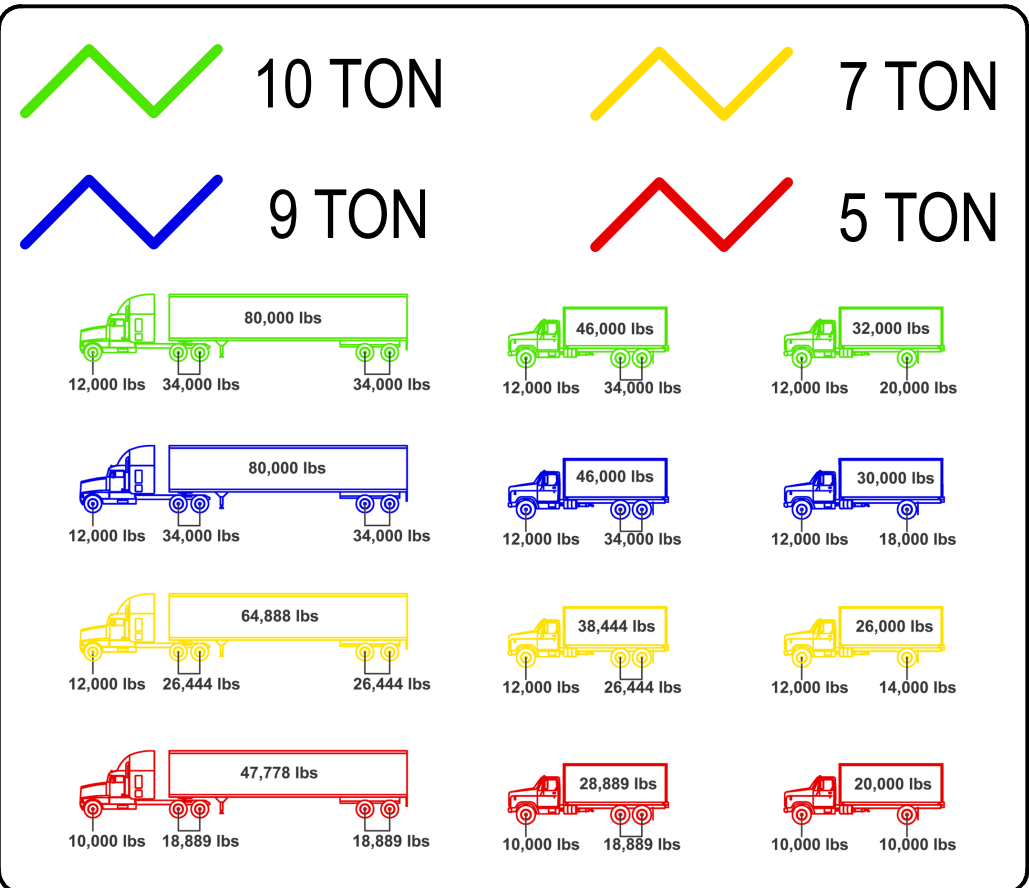 10 TON 7 TON
9 TON 5 TON
80,000 lbs 46,000 lbs 32,000 lbs
12,000 lbs 34,000 lbs 34,000 lbs 12,000 lbs 34,000 lbs 12,000 lbs 20,000 lbs
80,000 lbs 46,000 lbs 30,000 lbs
12,000 lbs 34,000 lbs 34,000 lbs 12,000 lbs 34,000 lbs 12,000 lbs 18,000 lbs
64,888 lbs 38,444 lbs 26,000 lbs
12,000 lbs 26,444 lbs 26,444 lbs 12,000 lbs 26,444 lbs 12,000 lbs 14,000 lbs
47,778 lbs 28,889 lbs 20,000 lbs
10,000 lbs 18,889 lbs 18,889 lbs 10,000 lbs 18,889 lbs 10,000 lbs 10,000 lbs